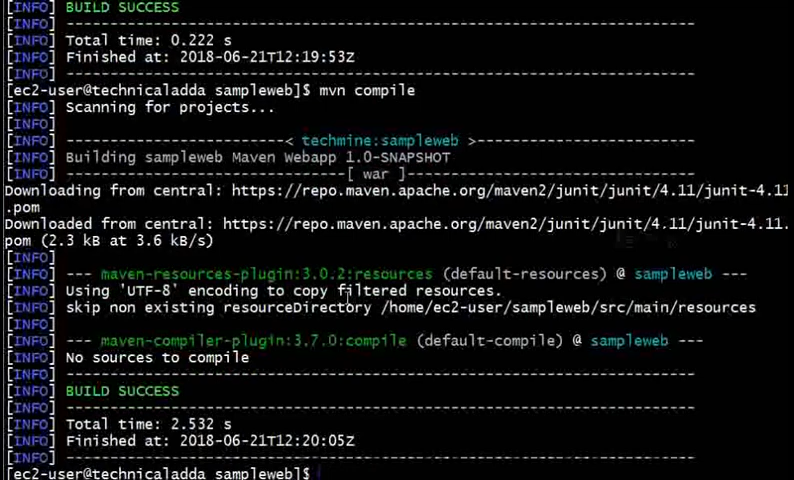 [INFO] BUILD SUCCESS
[INFO] ------------------------------------------------------------------------
[INFO] Total time: 0.222 s
[INFO] Finished at: 2018-06-21T12:19:53Z
[INFO] ------------------------------------------------------------------------
[ec2-user@technicaladda sampleweb]$ mvn compile
[INFO] Scanning for projects...
[INFO]
[INFO] -------------------------< techmine:sampleweb >-------------------------
[INFO] Building sampleweb Maven Webapp 1.0-SNAPSHOT
[INFO] --------------------------------[ war ]---------------------------------
Downloading from central: https://repo.maven.apache.org/maven2/junit/junit/4.11/junit-4.11
.pom
Downloaded from central: https://repo.maven.apache.org/maven2/junit/junit/4.11/junit-4.11.
pom (2.3 kB at 3.6 kB/s)
[INFO]
[INFO] --- maven-resources-plugin:3.0.2:resources (default-resources) @ sampleweb ---
[INFO] Using 'UTF-8' encoding to copy filtered resources.
[INFO] skip non existing resourceDirectory /home/ec2-user/sampleweb/src/main/resources
[INFO]
[INFO] --- maven-compiler-plugin:3.7.0:compile (default-compile) @ sampleweb ---
[INFO] No sources to compile
[INFO] ------------------------------------------------------------------------
[INFO] BUILD SUCCESS
[INFO] ------------------------------------------------------------------------
[INFO] Total time: 2.532 s
[INFO] Finished at: 2018-06-21T12:20:05Z
[INFO] ------------------------------------------------------------------------
[ec2-user@technicaladda sampleweb]$